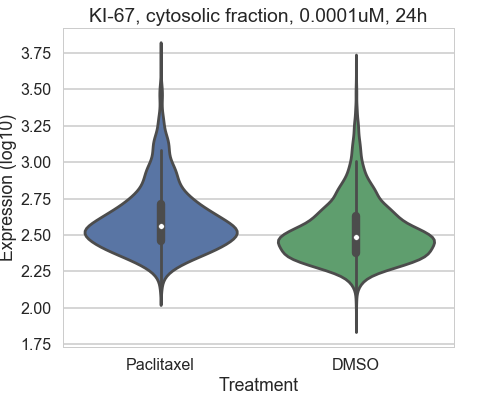 KI-67, cytosolic fraction, 0.0001uM, 24h
Expression (log10)
3.75
3.50
3.25
3.00
2.75
2.50
2.25
2.00
1.75
Paclitaxel DMSO
Treatment